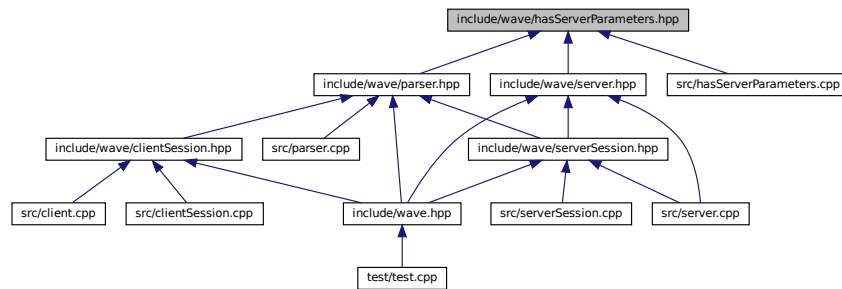 include/wave/hasServerParameters.hpp
include/wave/parser.hpp
include/wave/server.hpp
src/hasServerParameters.cpp
include/wave/clientSession.hpp
src/parser.cpp
include/wave/serverSession.hpp
src/client.cpp
src/clientSession.cpp
include/wave.hpp
src/serverSession.cpp
src/server.cpp
test/test.cpp